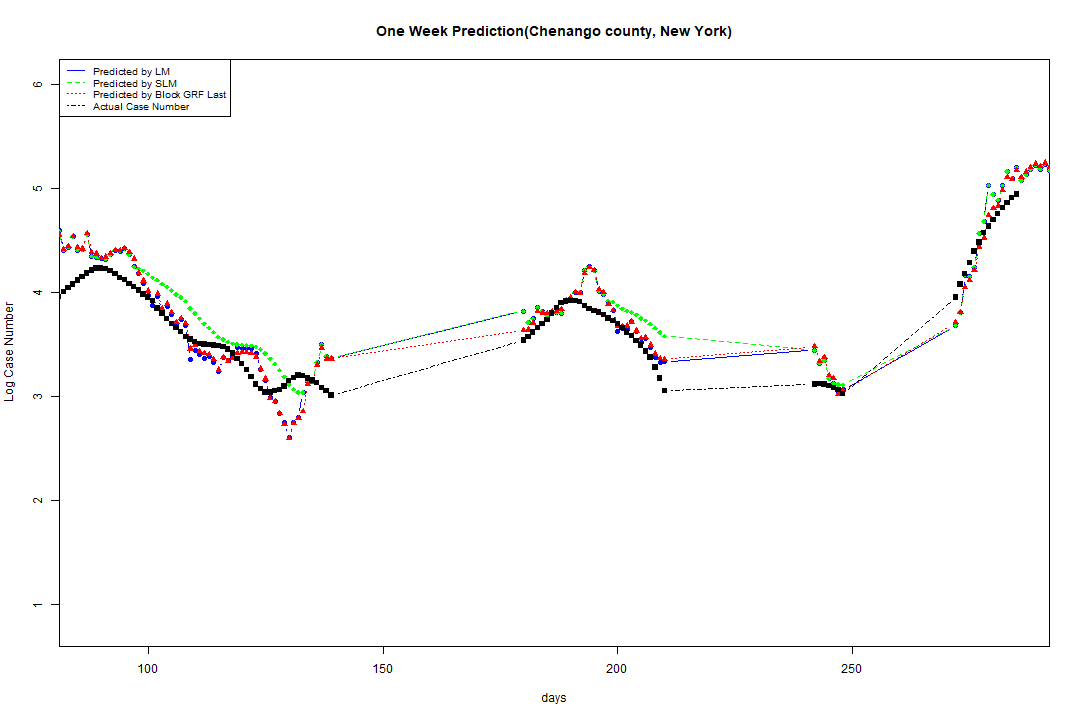 One Week Prediction(Chenango county, New York)
Predicted by LM
Predicted by SLM
Predicted by Block GRF Last
Actual Case Number
6
5
4
3
2
1
Log Case Number
100
150
200
250
days